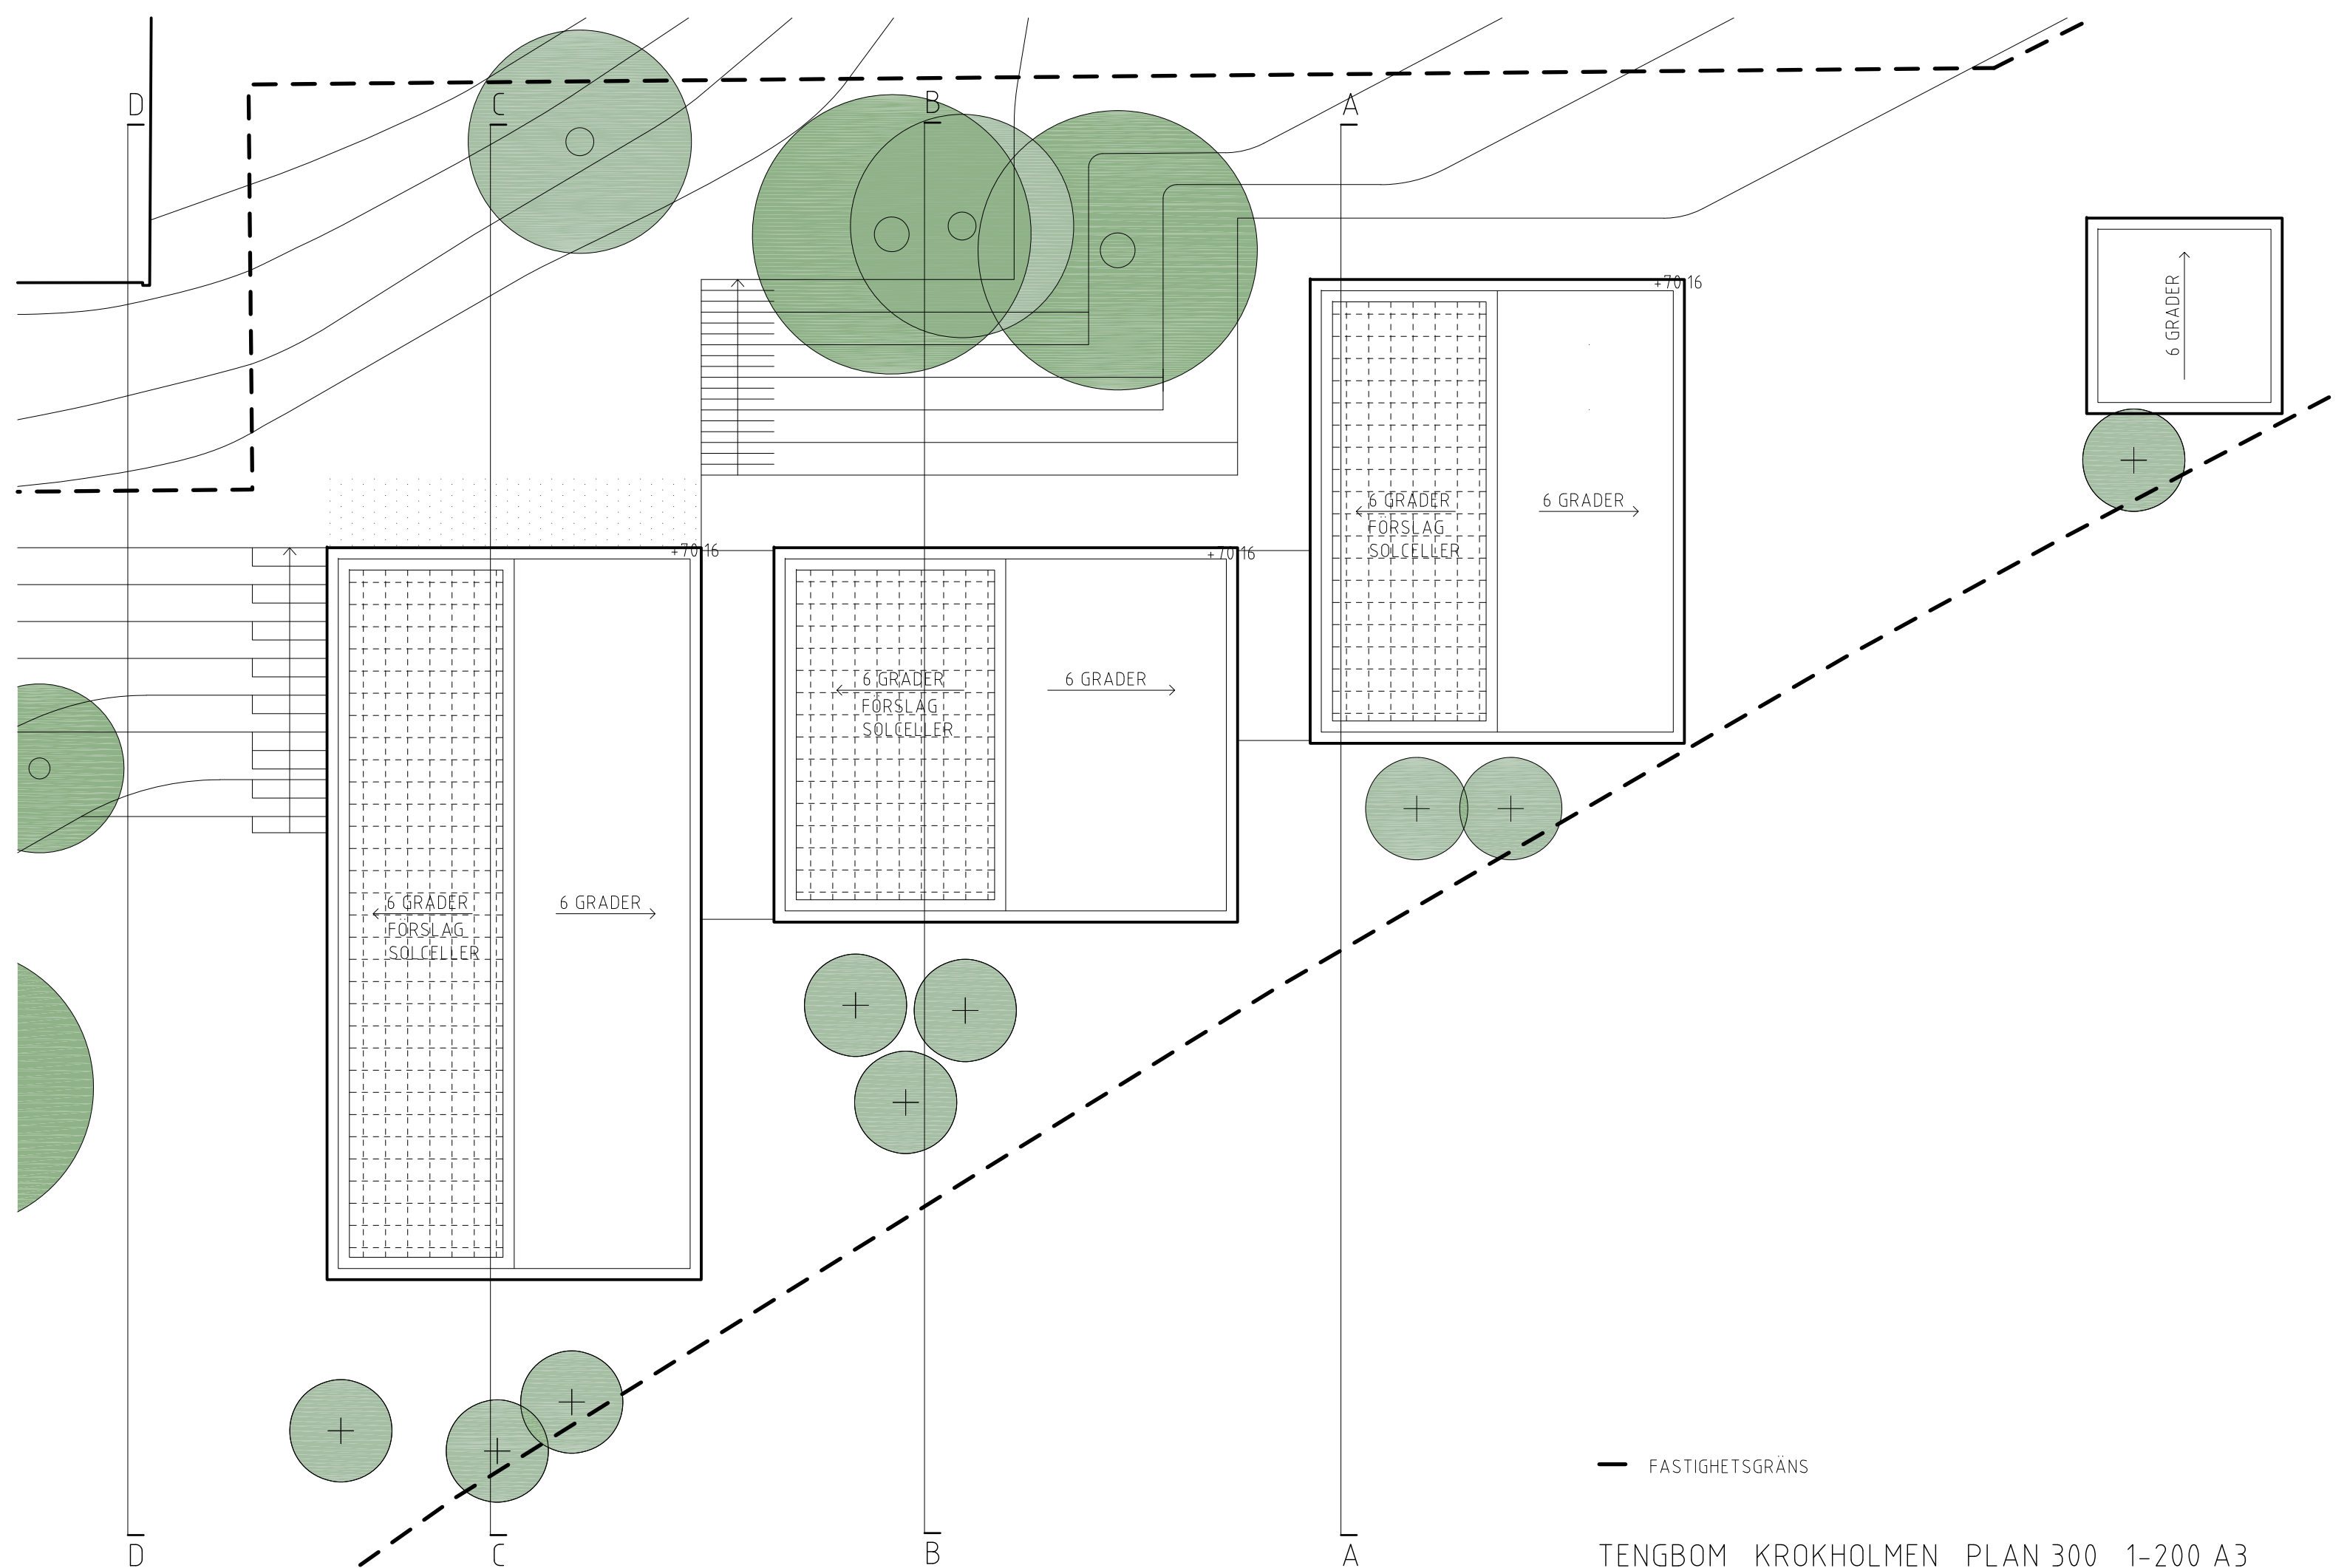 D
C
B
A
+70.16
6 GRADER
6 GRADER
FÖRSLAG
SOLCELLER
6 GRADER
+70.16
+70.16
6 GRADER
FÖRSLAG
SOLCELLER
6 GRADER
6 GRADER
FÖRSLAG
SOLCELLER
6 GRADER
FASTIGHETSGRÄNS
D
C
B
A
TENGBOM KROKHOLMEN PLAN 300 1-200 A3